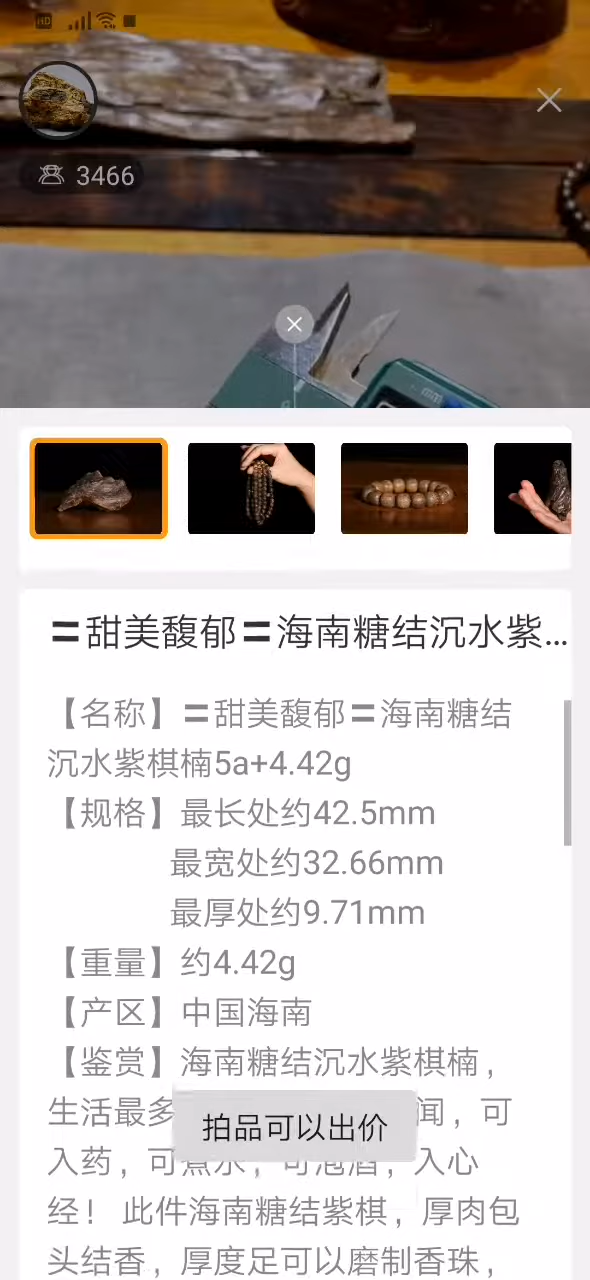 HD
3466
mm
〓甜美馥郁〓海南糖结沉水紫...
【名称】〓甜美馥郁〓海南糖结
沉水紫棋楠5a+4.42g
【规格】最长处约42.5mm
最宽处约32.66mm
最厚处约9.71mm
【重量】约4.42g
【产区】中国海南
【鉴赏】海南糖结沉水紫棋楠，
生活最多
闻，可
拍品可以出价
入药，可煮水，可泡酒，入心
经！此件海南糖结紫棋，厚肉包
头结香，厚度足可以磨制香珠，